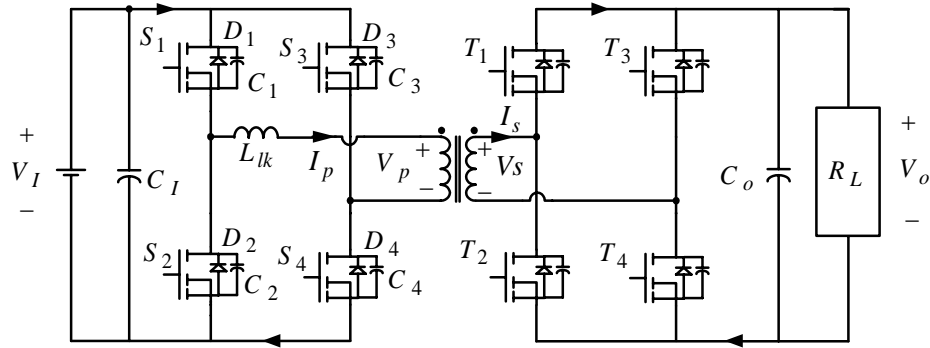 S1 D1 C1
S3 D3 C3
T1 T3
+ VI −
CI
Llk Ip
+ Vp −
Is
+ Vs −
Co
RL
+ Vo −
S2 D2 C2
S4 D4 C4
T2 T4